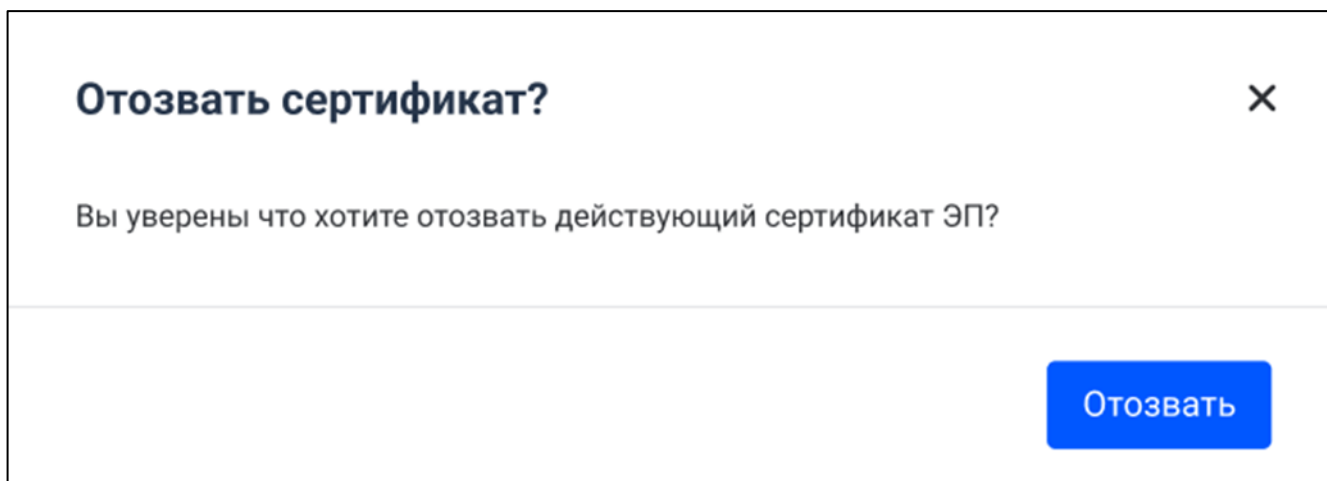 Отозвать сертификат?
Вы уверены что хотите отозвать действующий сертификат ЭП?
Отозвать